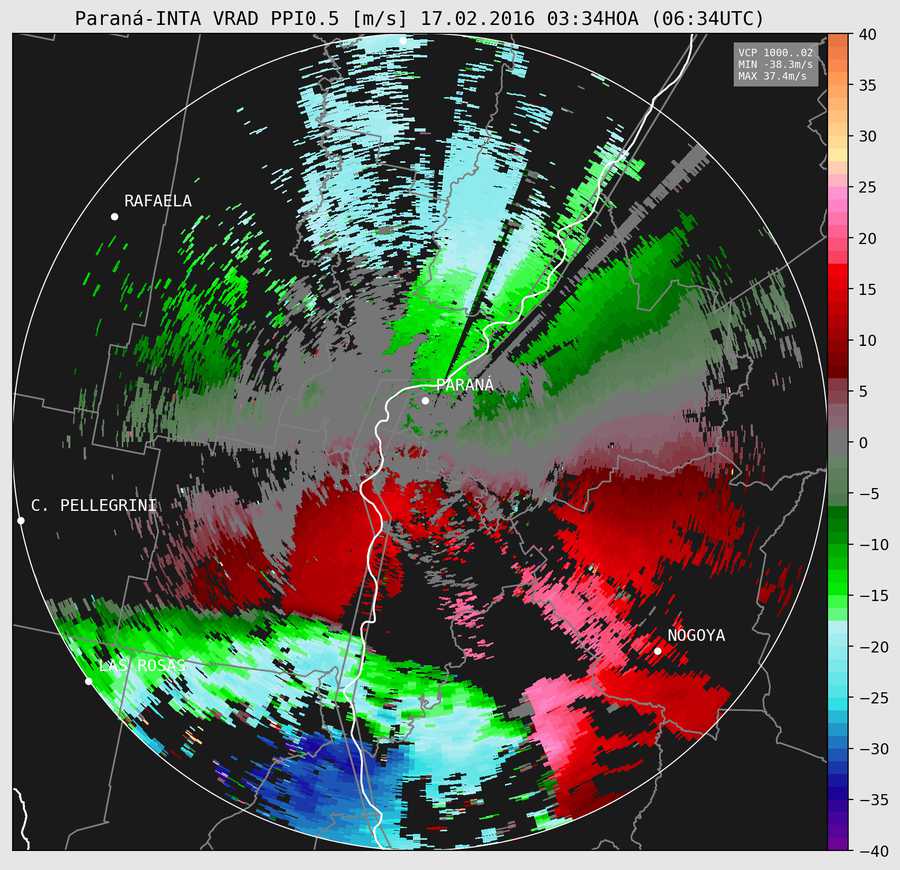 Paraná-INTA VRAD PPI0.5 [m/s] 17.02.2016 03:34HOA (06:34UTC)
VCP 1000..02
MIN -38.3m/s
MAX 37.4m/s
RAFAELA
PARANÁ
C. PELLEGRINI
NOGOYA
LAS ROSAS
40
35
30
25
20
15
10
5
0
−5
−10
−15
−20
−25
−30
−35
−40